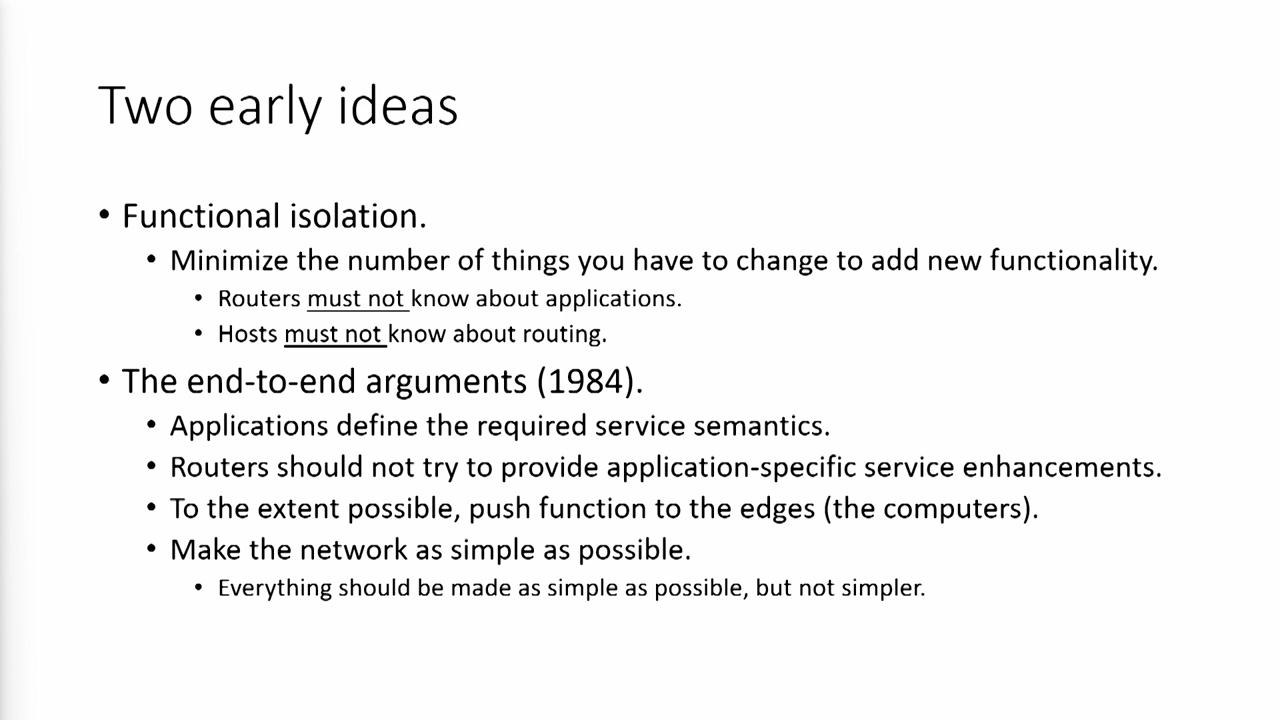 Two early ideas
• Functional isolation.
• Minimize the number of things you have to change to add new functionality.
• Routers must not know about applications.
• Hosts must not know about routing.
• The end-to-end arguments (1984).
• Applications define the required service semantics.
• Routers should not try to provide application-specific service enhancements.
• To the extent possible, push function to the edges (the computers).
• Make the network as simple as possible.
• Everything should be made as simple as possible, but not simpler.